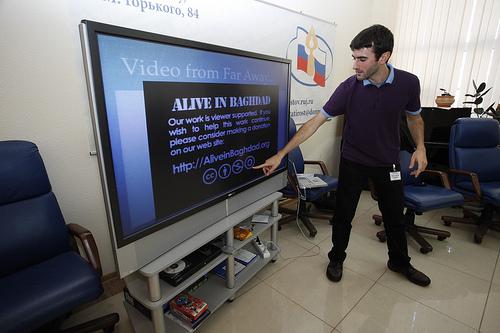 М. Горького, 84
Video from Far Away...
ALIVE IN BAGHDAD
Our work is viewer supported. If you
wish to help this work continue
please consider making a donation
on our web site:
http://AliveinBaghdad.org
cc